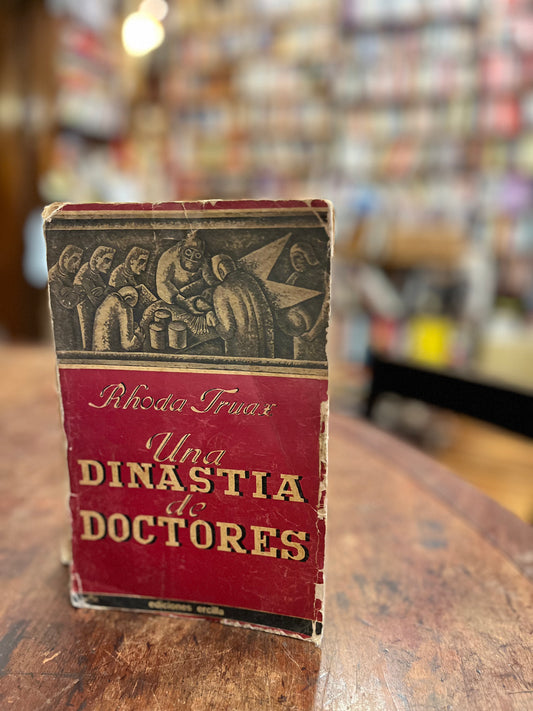 Rhoda Truax
Una
DINASTIA
de
DOCTORES
ediciones ercilla